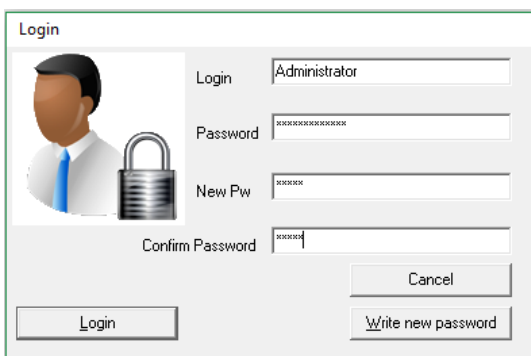 Login
Login Administrator
Password *************
New Pw *****
Confirm Password *****
Cancel
Login Write new password